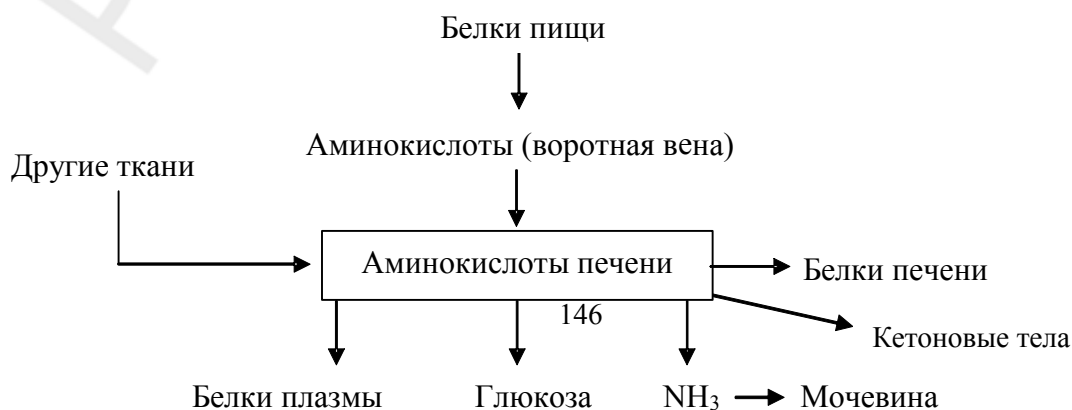 Белки пищи
Аминокислоты (воротная вена)
Другие ткани
Аминокислоты печени
Белки печени
146
Кетоновые тела
Белки плазмы Глюкоза NH₃ Мочевина